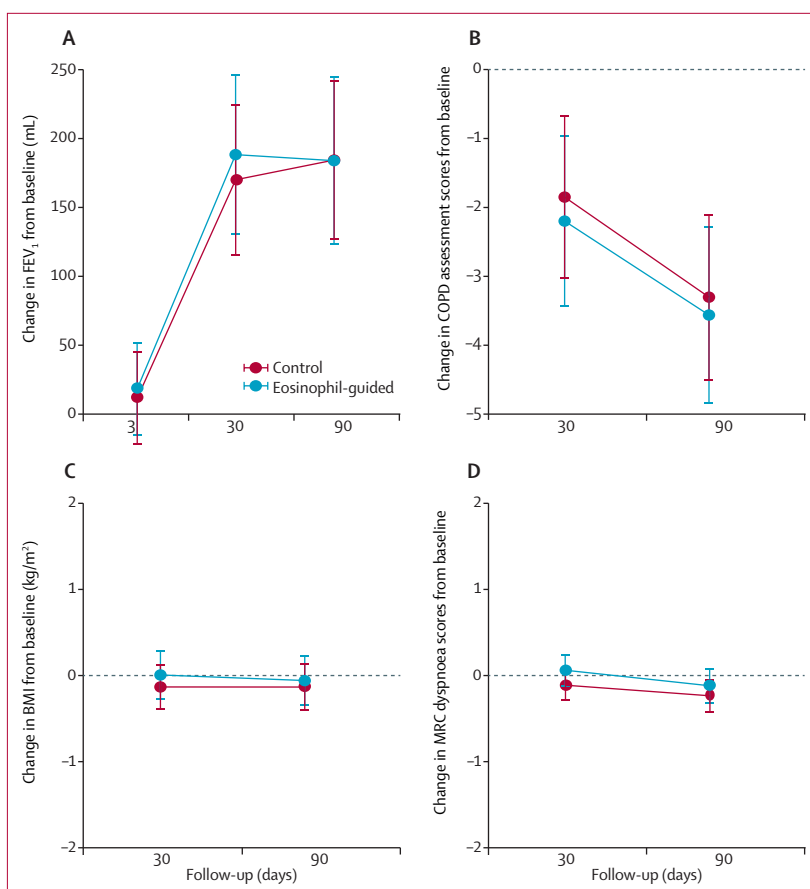 A
Change in FEV₁ from baseline (mL)
250
200
150
100
50
0
3
30
90
Control
Eosinophil-guided
B
Change in COPD assessment scores from baseline
0
–1
–2
–3
–4
–5
30
90
C
Change in BMI from baseline (kg/m²)
2
1
0
–1
–2
30
90
Follow-up (days)
D
Change in MRC dyspnoea scores from baseline
2
1
0
–1
–2
30
90
Follow-up (days)